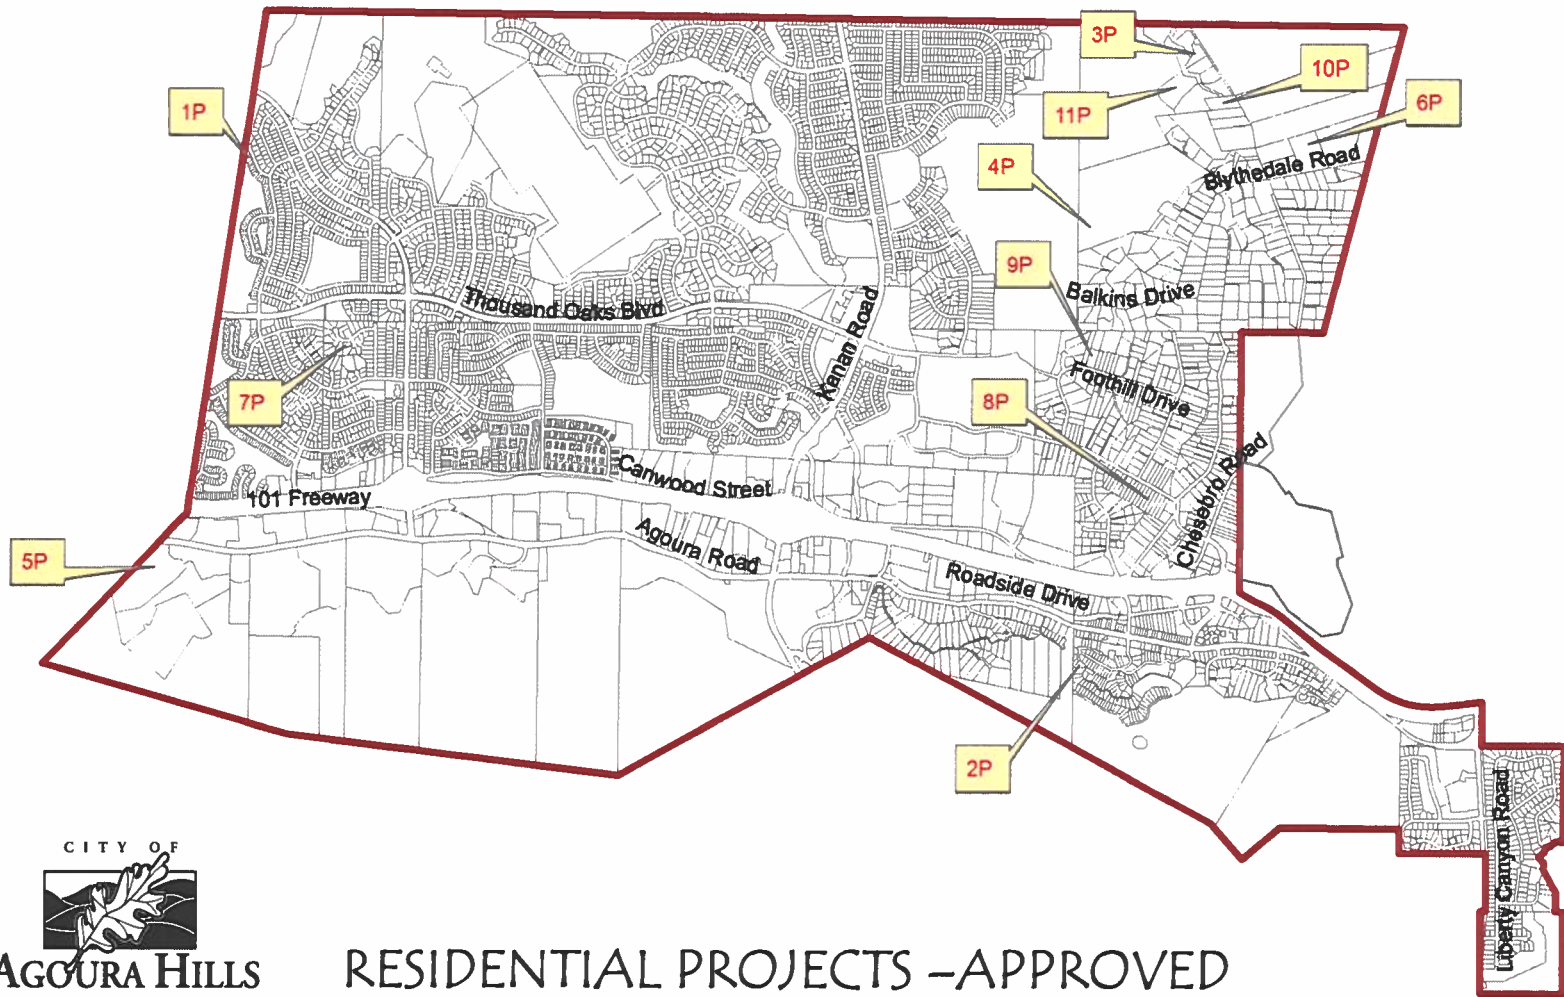 3P
10P
1P
11P
6P
4P
Blythedale Road
9P
Balkins Drive
Thousand Oaks Blvd
Kanan Road
Foothill Drive
7P
8P
Canwood Street
101 Freeway
Chesebro Road
Agoura Road
5P
Roadside Drive
2P
Liberty Canyon Road
CITY OF
AGOURA HILLS
RESIDENTIAL PROJECTS –APPROVED